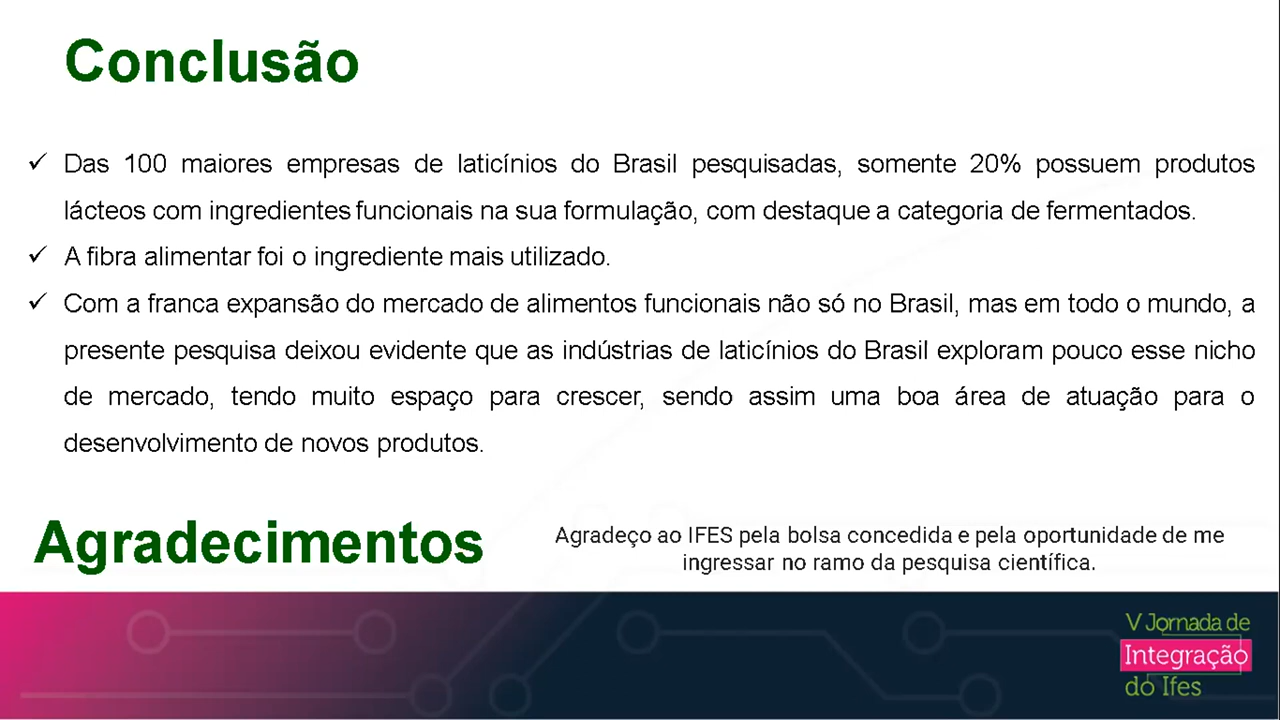 Conclusão
✓ Das 100 maiores empresas de laticínios do Brasil pesquisadas, somente 20% possuem produtos
lácteos com ingredientes funcionais na sua formulação, com destaque a categoria de fermentados.
✓ A fibra alimentar foi o ingrediente mais utilizado.
✓ Com a franca expansão do mercado de alimentos funcionais não só no Brasil, mas em todo o mundo, a
presente pesquisa deixou evidente que as indústrias de laticínios do Brasil exploram pouco esse nicho
de mercado, tendo muito espaço para crescer, sendo assim uma boa área de atuação para o
desenvolvimento de novos produtos.
Agradecimentos
Agradeço ao IFES pela bolsa concedida e pela oportunidade de me
ingressar no ramo da pesquisa científica.
V Jornada de
Integração
do Ifes